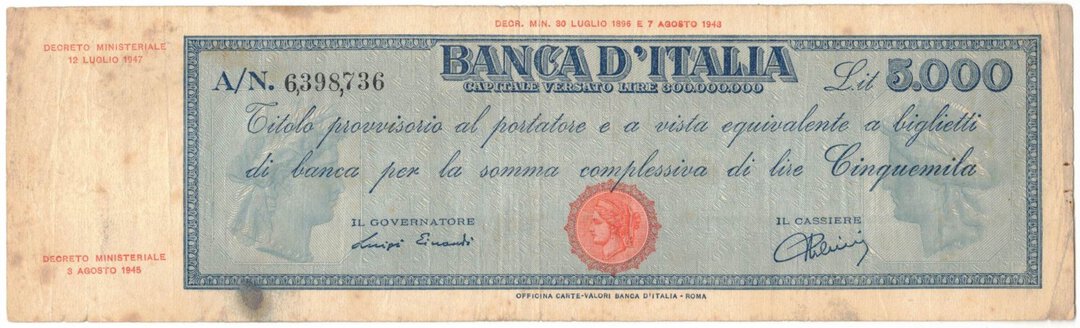 DECR. MIN. 30 LUGLIO 1896 E 7 AGOSTO 1943
DECRETO MINISTERIALE
12 LUGLIO 1947
BANCA D'ITALIA
CAPITALE VERSATO LIRE 300.000.000
A/N. 6,398,736
Lit 5.000
Titolo provvisorio al portatore e a vista equivalente a biglietti
di banca per la somma complessiva di lire Cinquemila
IL GOVERNATORE
Luigi Einaudi
IL CASSIERE
DECRETO MINISTERIALE
3 AGOSTO 1945
OFFICINA CARTE-VALORI BANCA D'ITALIA - ROMA